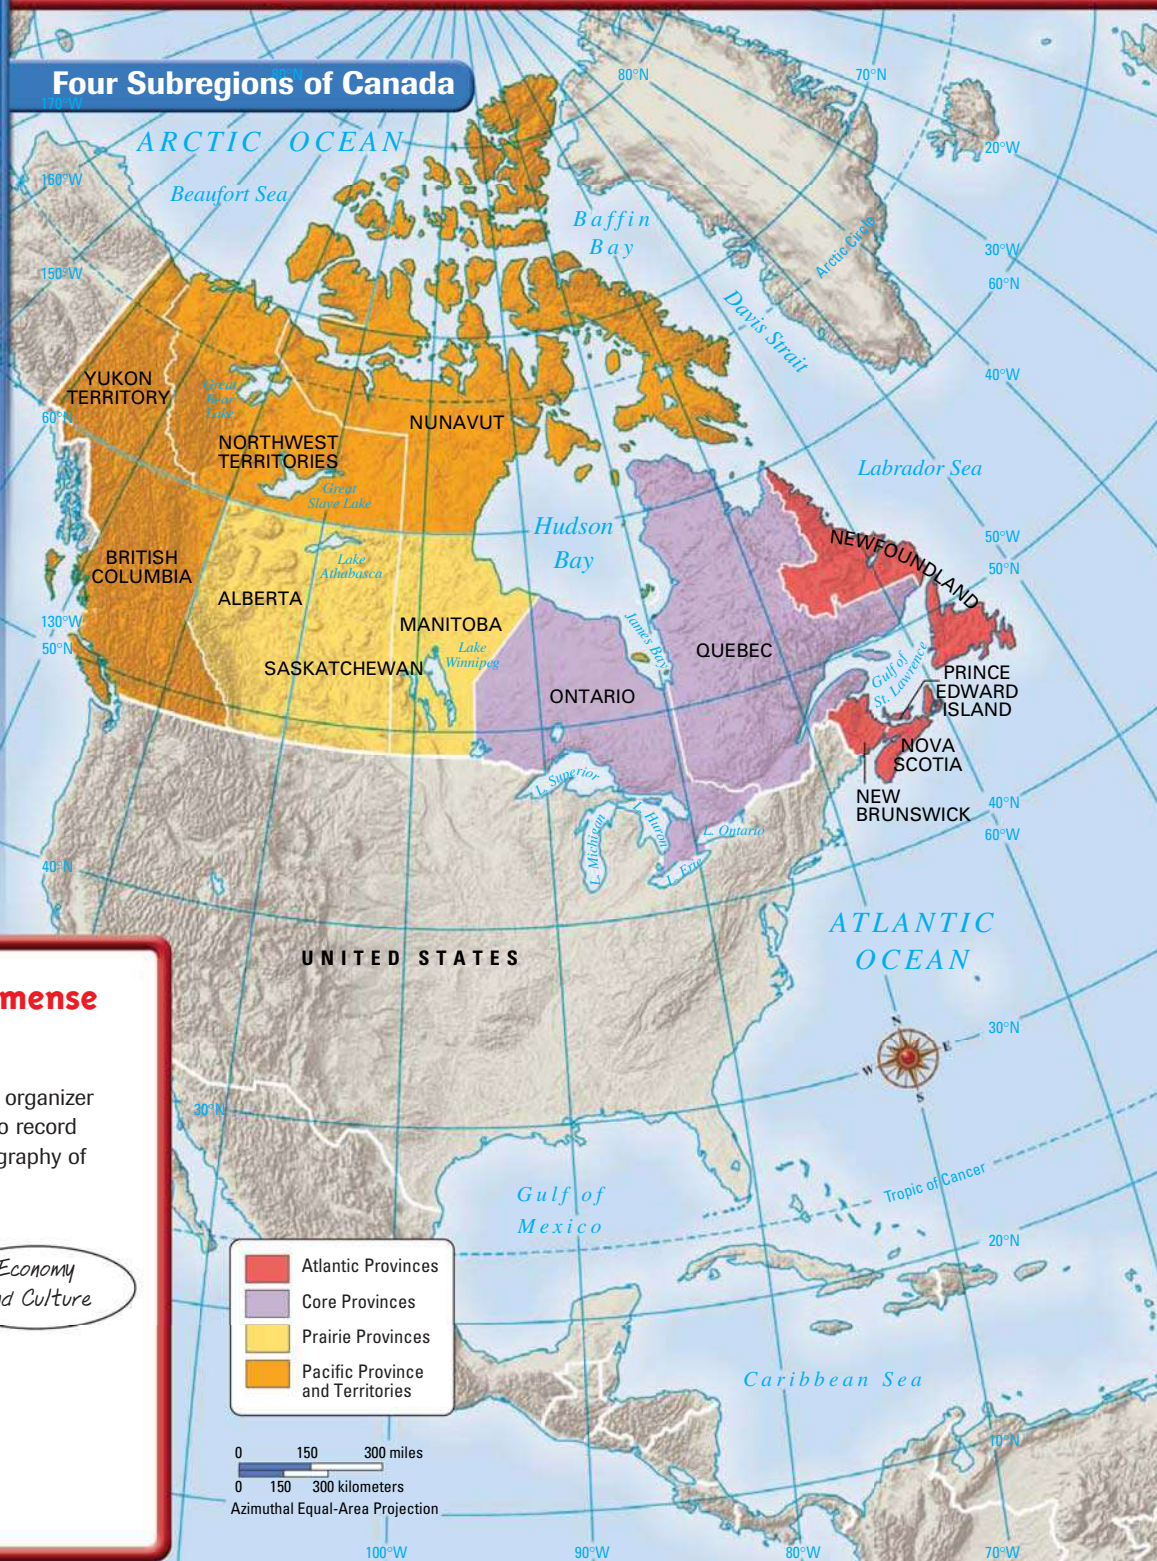 Four Subregions of Canada
80°N
80°N
70°N
170°W
ARCTIC OCEAN
20°W
160°W
Beaufort Sea
Baffin
Bay
Arctic Circle
30°W
150°W
60°N
Davis Strait
40°W
YUKON
TERRITORY
Great
Bear
Lake
60°N
NUNAVUT
NORTHWEST
TERRITORIES
Labrador Sea
Great
Slave Lake
Hudson
Bay
50°W
NEWFOUNDLAND
BRITISH
COLUMBIA
Lake
Athabasca
50°N
ALBERTA
130°W
MANITOBA
James Bay
50°N
Lake
Winnipeg
QUEBEC
Gulf of
St. Lawrence
SASKATCHEWAN
PRINCE
EDWARD
ISLAND
ONTARIO
NOVA
SCOTIA
L. Superior
NEW
BRUNSWICK
40°N
L. Huron
L. Ontario
60°W
L. Michigan
L. Erie
40°N
ATLANTIC
OCEAN
UNITED STATES
mense
N
E
W
S
30°N
organizer
o record
graphy of
30°N
Tropic of Cancer
Gulf of
Mexico
20°N
Economy
nd Culture
Atlantic Provinces
Core Provinces
Prairie Provinces
Pacific Province
and Territories
Caribbean Sea
10°N
0 150 300 miles
0 150 300 kilometers
Azimuthal Equal-Area Projection
100°W
90°W
80°W
70°W